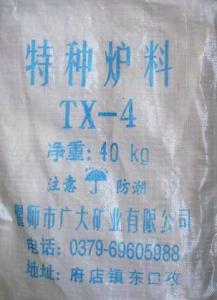 特种炉料
TX-4
净重: 40 kg
注意 防潮
偃师市广大矿业有限公司
电话: 0379-69605988
地址: 府店镇东口孜